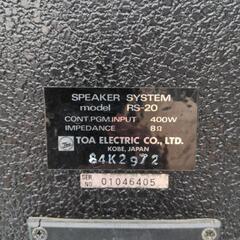 SPEAKER SYSTEM
model RS-20
CONT.PGM.INPUT 400W
IMPEDANCE 8Ω
TOA ELECTRIC CO., LTD.
KOBE, JAPAN
84K2972
SER NO 01046405